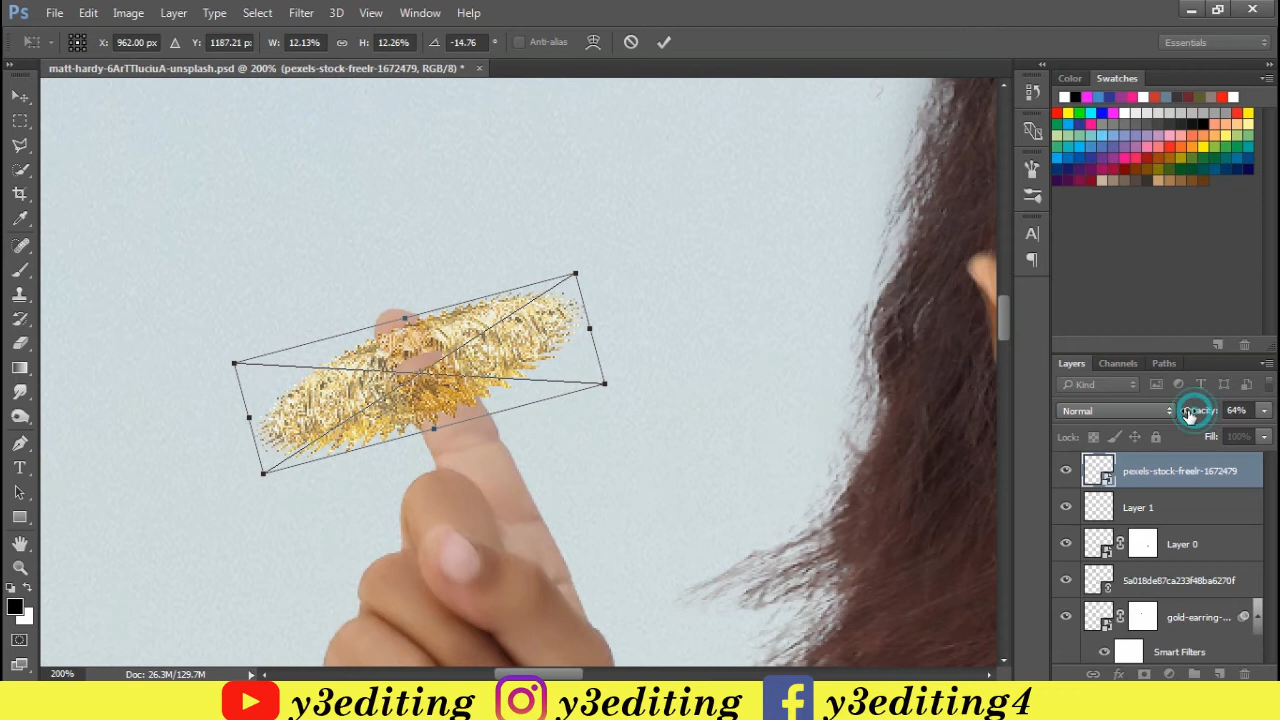 Ps File Edit Image Layer Type Select Filter 3D View Window Help
X: 962.00 px Y: 1187.21 px W: 12.13% H: 12.26% -14.76 ° Anti-alias Essentials
matt-hardy-6ArTTluciuA-unsplash.psd @ 200% (pexels-stock-freelr-1672479, RGB/8) * ×
Color Swatches
Layers Channels Paths
Kind
Normal Opacity: 64%
Lock: Fill: 100%
pexels-stock-freelr-1672479
Layer 1
Layer 0
5a018de87ca233f48ba6270f
gold-earring-...
Smart Filters
200% Doc: 26.3M/129.7M
y3editing y3editing y3editing4